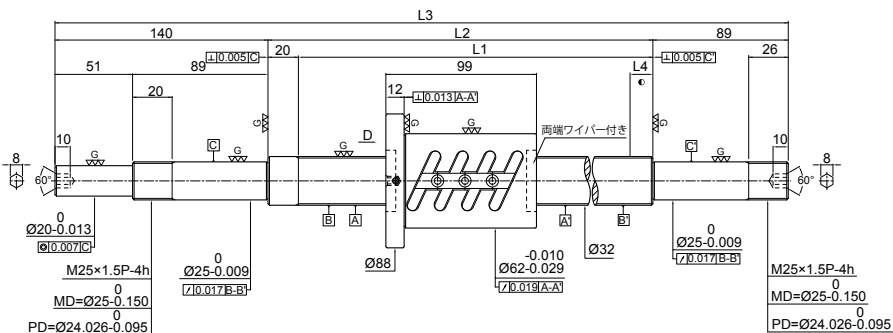 L3
140 L2 89
⊥ 0.005 C 20 L1 ⊥ 0.005 C'
51 89 99 L4 26
20 12 ⊥ 0.013 A-A'
G G
10 G C G G D G 両端ワイパー付き C' G 10
8 60° 60° 8
B A A' B'
0
Ø20-0.013
◎ 0.007 C
0
Ø25-0.009
0.017 B-B'
Ø88
-0.010
Ø62-0.029
0.019 A-A'
Ø32
0
Ø25-0.009
0.017 B-B'
M25×1.5P-4h
0
MD=Ø25-0.150
0
PD=Ø24.026-0.095
M25×1.5P-4h
0
MD=Ø25-0.150
0
PD=Ø24.026-0.095